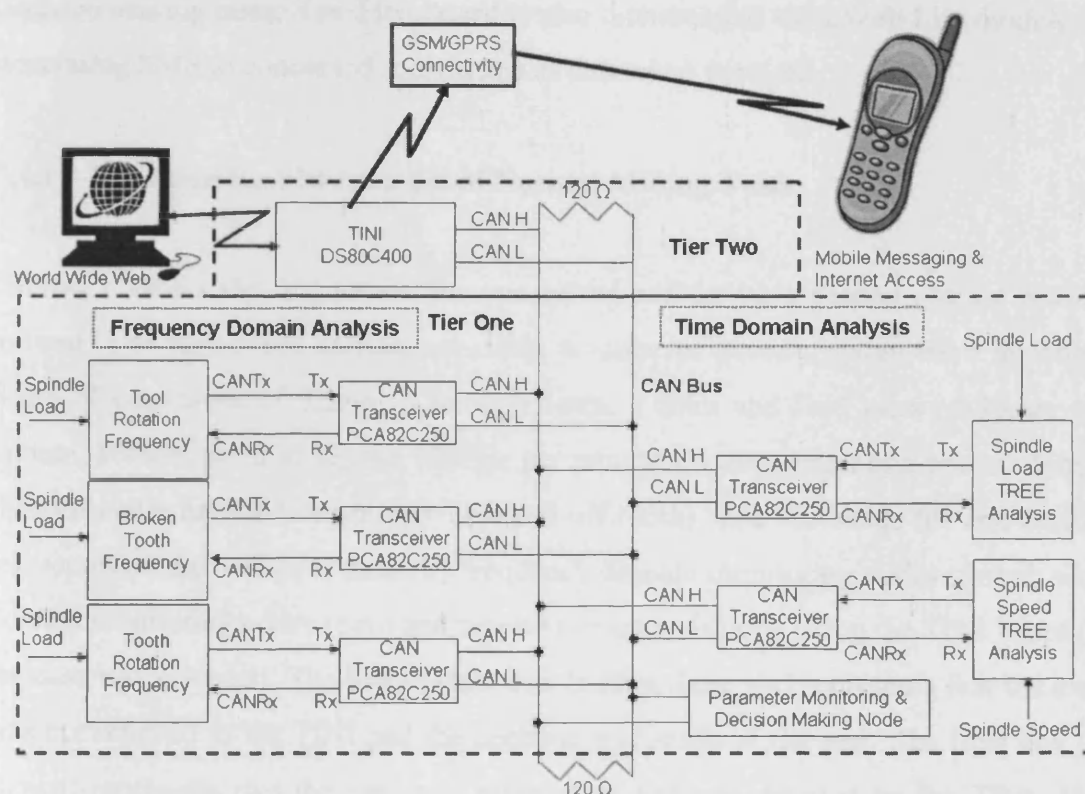 GSM/GPRS
Connectivity
120 Ω
TINI
DS80C400
CAN H
CAN L
Tier Two
World Wide Web
Mobile Messaging &
Internet Access
Frequency Domain Analysis
Tier One
Time Domain Analysis
Spindle Load
CAN Bus
Spindle
Load
Tool
Rotation
Frequency
CANTx
Tx
CANRx
Rx
CAN
Transceiver
PCA82C250
CAN H
CAN L
Spindle
Load
Broken
Tooth
Frequency
CANTx
Tx
CANRx
Rx
CAN
Transceiver
PCA82C250
CAN H
CAN L
Spindle
Load
Tooth
Rotation
Frequency
CANTx
Tx
CANRx
Rx
CAN
Transceiver
PCA82C250
CAN H
CAN L
CAN H
CAN L
CAN
Transceiver
PCA82C250
CANTx
Tx
CANRx
Rx
Spindle
Load
TREE
Analysis
CAN H
CAN L
CAN
Transceiver
PCA82C250
CANTx
Tx
CANRx
Rx
Spindle
Speed
TREE
Analysis
Parameter Monitoring &
Decision Making Node
Spindle Speed
120 Ω